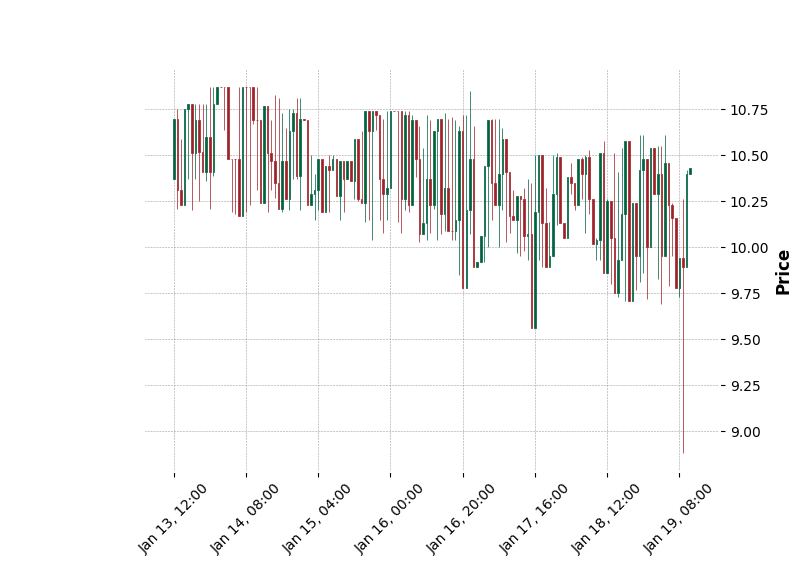 10.75
10.50
10.25
10.00
9.75
9.50
9.25
9.00
Price
Jan 13, 12:00
Jan 14, 08:00
Jan 15, 04:00
Jan 16, 00:00
Jan 16, 20:00
Jan 17, 16:00
Jan 18, 12:00
Jan 19, 08:00